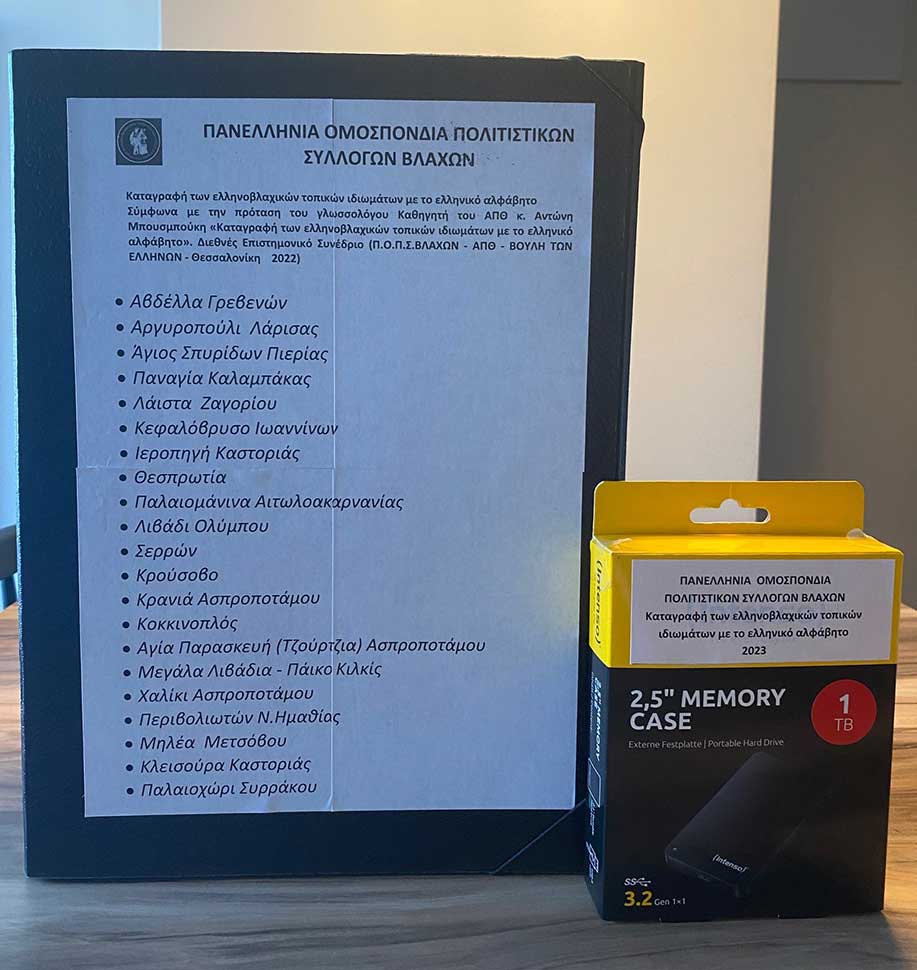 ΠΑΝΕΛΛΗΝΙΑ ΟΜΟΣΠΟΝΔΙΑ ΠΟΛΙΤΙΣΤΙΚΩΝ
ΣΥΛΛΟΓΩΝ ΒΛΑΧΩΝ
Καταγραφή των ελληνοβλαχικών τοπικών ιδιωμάτων με το ελληνικό αλφάβητο
Σύμφωνα με την πρόταση του γλωσσολόγου Καθηγητή του ΑΠΘ κ. Αντώνη
Μπουσμπούκη «Καταγραφή των ελληνοβλαχικών τοπικών ιδιωμάτων με το ελληνικό
αλφάβητο». Διεθνές Επιστημονικό Συνέδριο (Π.Ο.Π.Σ.ΒΛΑΧΩΝ - ΑΠΘ - ΒΟΥΛΗ ΤΩΝ
ΕΛΛΗΝΩΝ - Θεσσαλονίκη 2022)
• Αβδέλλα Γρεβενών
• Αργυροπούλι Λάρισας
• Άγιος Σπυρίδων Πιερίας
• Παναγία Καλαμπάκας
• Λάιστα Ζαγορίου
• Κεφαλόβρυσο Ιωαννίνων
• Ιεροπηγή Καστοριάς
• Θεσπρωτία
• Παλαιομάνινα Αιτωλοακαρνανίας
• Λιβάδι Ολύμπου
• Σερρών
• Κρούσοβο
• Κρανιά Ασπροποτάμου
• Κοκκινοπλός
• Αγία Παρασκευή (Τζούρτζια) Ασπροποτάμου
• Μεγάλα Λιβάδια - Πάικο Κιλκίς
• Χαλίκι Ασπροποτάμου
• Περιβολιωτών Ν.Ημαθίας
• Μηλέα Μετσόβου
• Κλεισούρα Καστοριάς
• Παλαιοχώρι Συρράκου
(intenso)
ΠΑΝΕΛΛΗΝΙΑ ΟΜΟΣΠΟΝΔΙΑ
ΠΟΛΙΤΙΣΤΙΚΩΝ ΣΥΛΛΟΓΩΝ ΒΛΑΧΩΝ
Καταγραφή των ελληνοβλαχικών τοπικών
ιδιωμάτων με το ελληνικό αλφάβητο
2023
2,5" MEMORY
CASE
1
TB
Externe Festplatte | Portable Hard Drive
(intenso)
SS
3.2 Gen 1×1